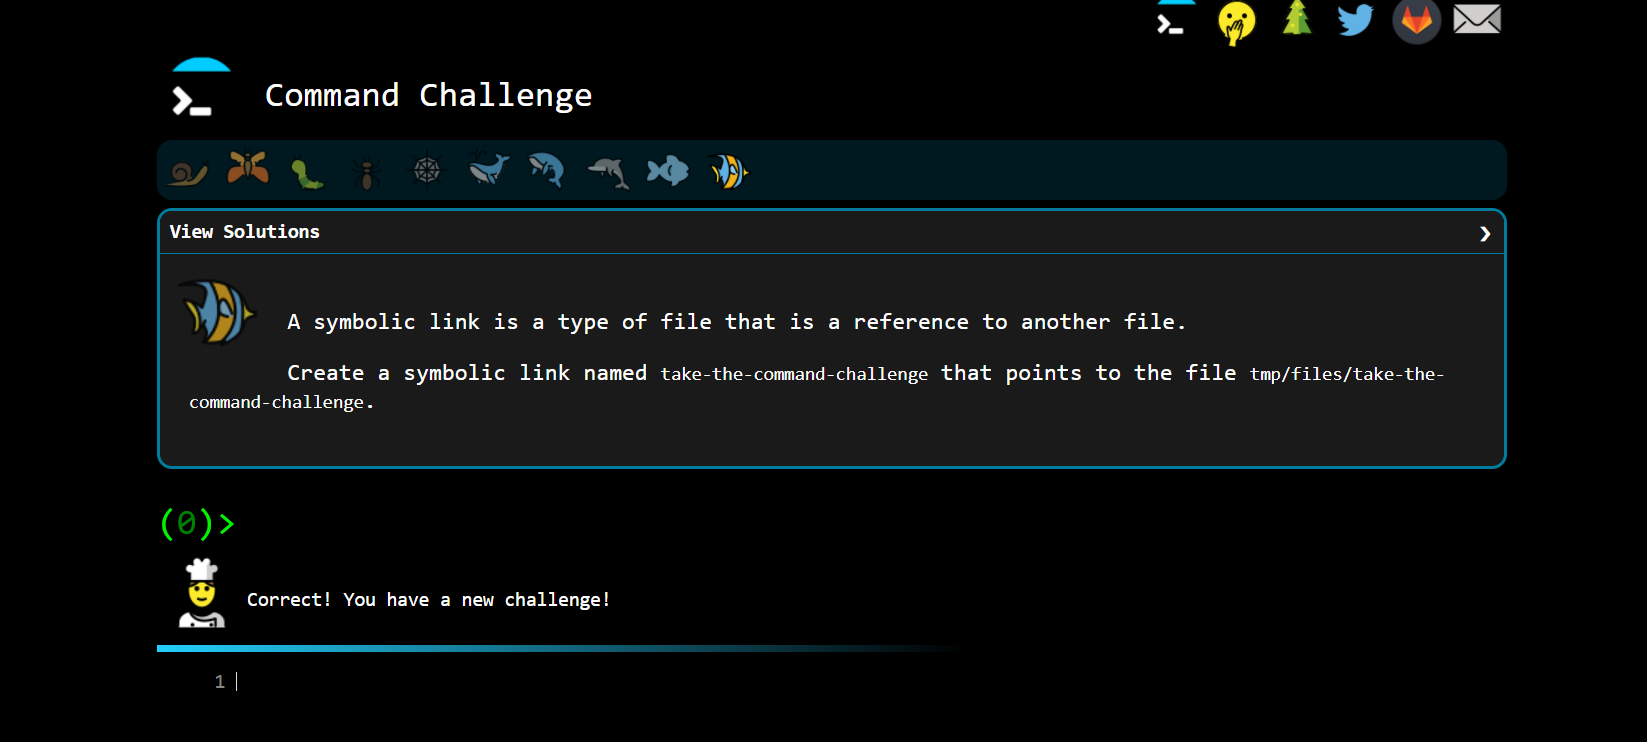 Command Challenge
View Solutions
A symbolic link is a type of file that is a reference to another file.
Create a symbolic link named take-the-command-challenge that points to the file tmp/files/take-the-
command-challenge.
(0)>
Correct! You have a new challenge!
1